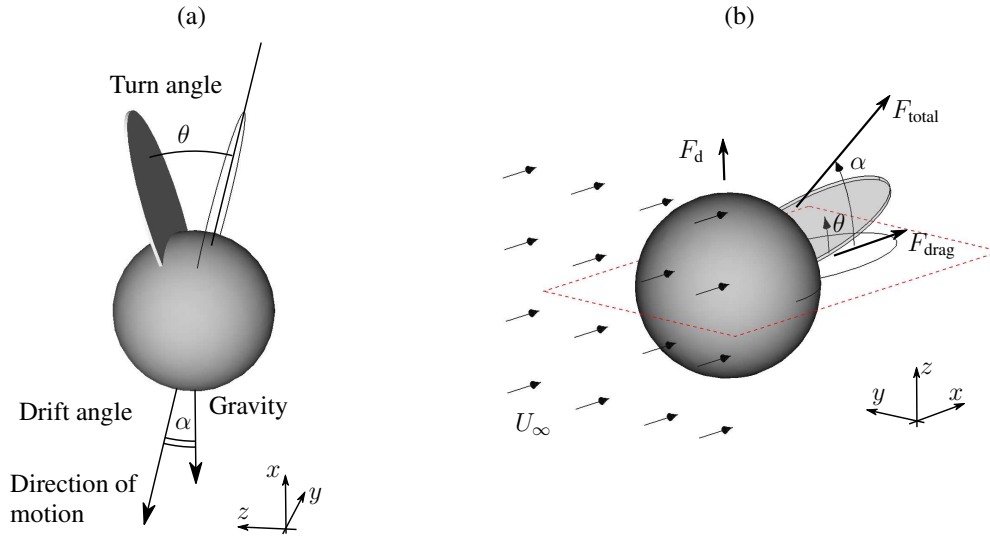 (a)
Turn angle
θ
Drift angle
α
Gravity
Direction of
motion
x
y
z
(b)
F_total
F_d
α
θ
F_drag
U_∞
z
y
x